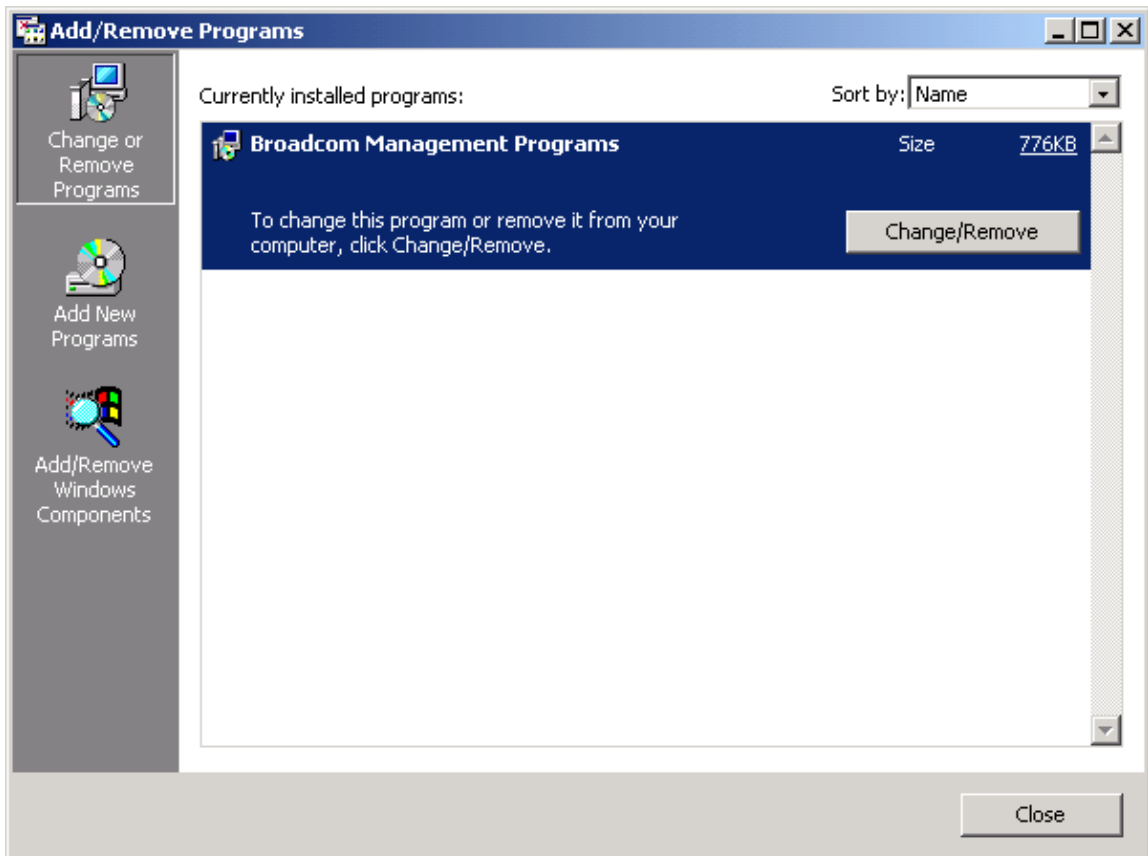 Add/Remove Programs
Change or
Remove
Programs
Add New
Programs
Add/Remove
Windows
Components
Currently installed programs:
Sort by: Name
Broadcom Management Programs Size 776KB
To change this program or remove it from your
computer, click Change/Remove.
Change/Remove
Close